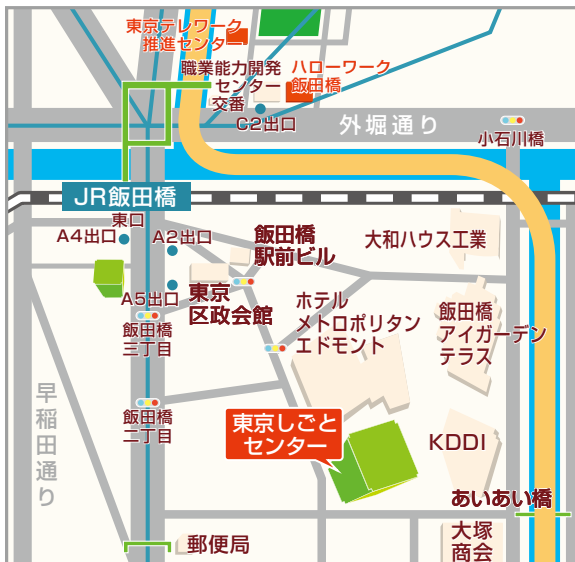 東京テレワーク
推進センター
職業能力開発
センター
ハローワーク
飯田橋
交番
C2出口
外堀通り
小石川橋
JR飯田橋
東口
A4出口
A2出口
飯田橋
駅前ビル
大和ハウス工業
A5出口
東京
区政会館
ホテル
メトロポリタン
エドモント
飯田橋
アイガーデン
テラス
飯田橋
三丁目
早稲田通り
飯田橋
二丁目
東京しごと
センター
KDDI
あいあい橋
郵便局
大塚
商会